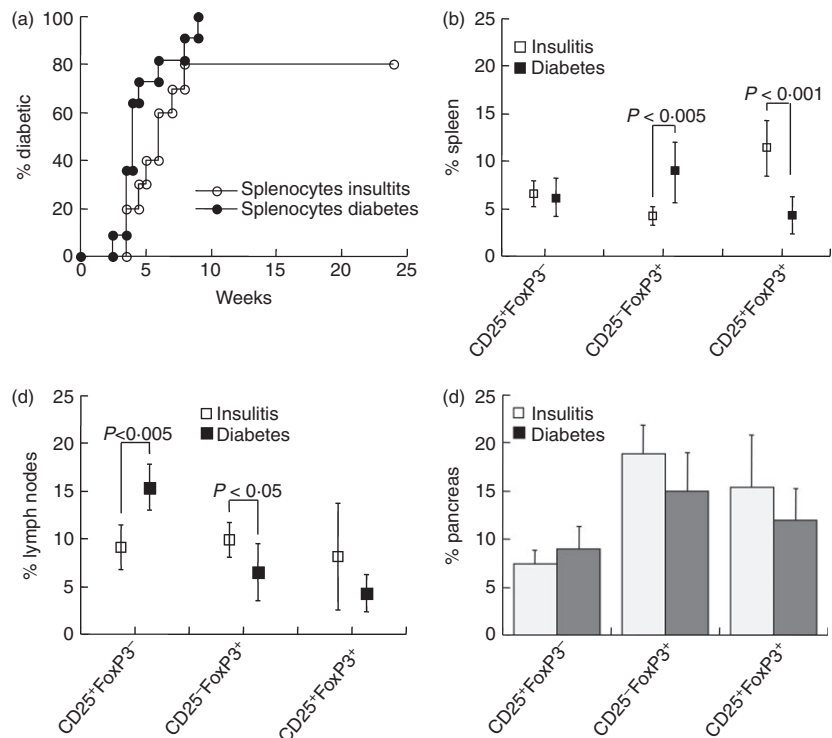 (a)
100
80
60
40
20
0
% diabetic
0
5
10
15
20
25
Weeks
Splenocytes insultits
Splenocytes diabetes
(b)
25
20
15
10
5
0
% spleen
Insulitis
Diabetes
P < 0·005
P < 0·001
CD25⁺FoxP3⁻
CD25⁻FoxP3⁺
CD25⁺FoxP3⁺
(d)
25
20
15
10
5
0
% lymph nodes
Insulitis
Diabetes
P<0·005
P < 0·05
CD25⁺FoxP3⁻
CD25⁻FoxP3⁺
CD25⁺FoxP3⁺
(d)
25
20
15
10
5
0
% pancreas
Insulitis
Diabetes
CD25⁺FoxP3⁻
CD25⁻FoxP3⁺
CD25⁺FoxP3⁺